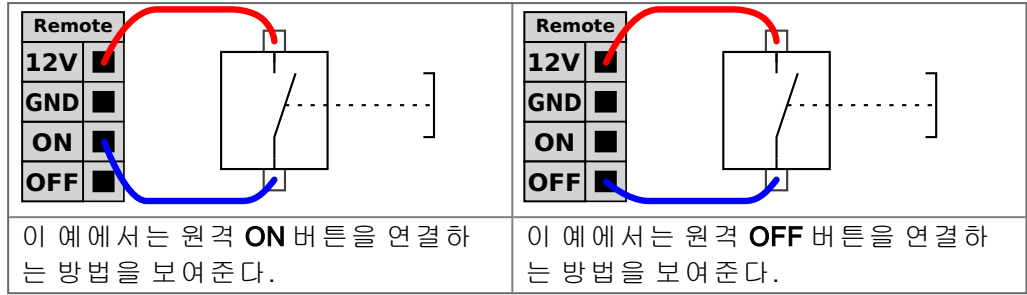 Remote
12V
GND
ON
OFF
이 예에서는 원격 ON 버튼을 연결하
는 방법을 보여준다.
Remote
12V
GND
ON
OFF
이 예에서는 원격 OFF 버튼을 연결하
는 방법을 보여준다.